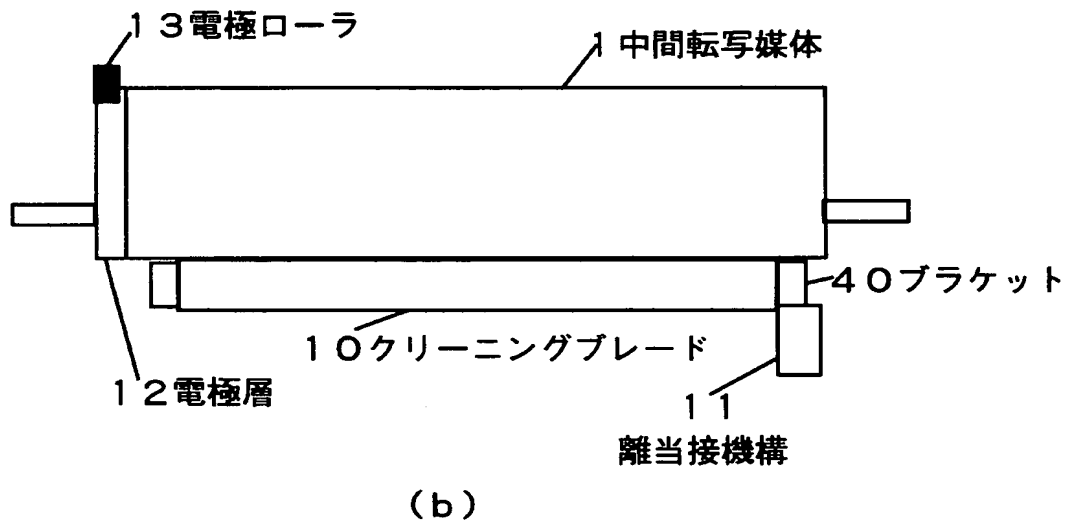 １３電極ローラ
１ 中間転写媒体
４０ブラケット
１０クリーニングブレード
１２電極層
１１
離当接機構
（ｂ）